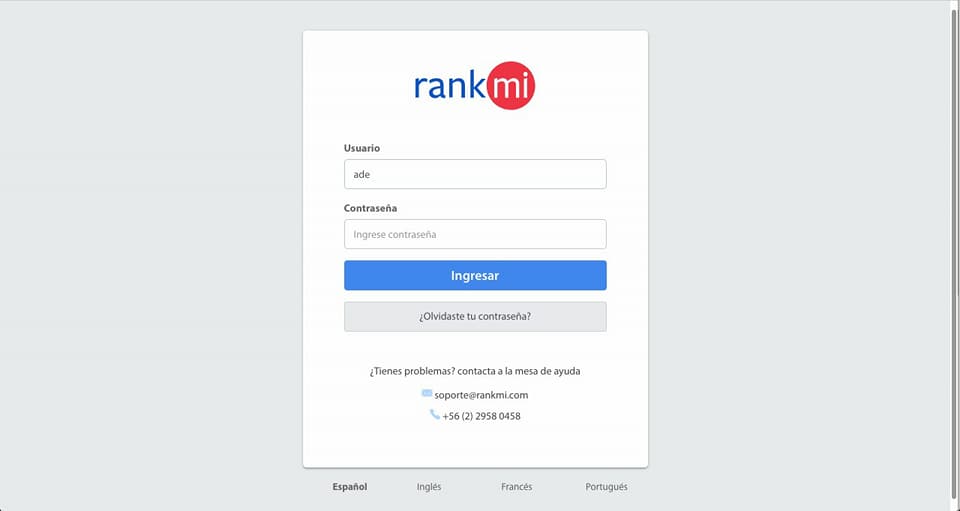 rankmi
Usuario
ade
Contraseña
Ingrese contraseña
Ingresar
¿Olvidaste tu contraseña?
¿Tienes problemas? contacta a la mesa de ayuda
soporte@rankmi.com
+56 (2) 2958 0458
Español Inglés Francés Portugués